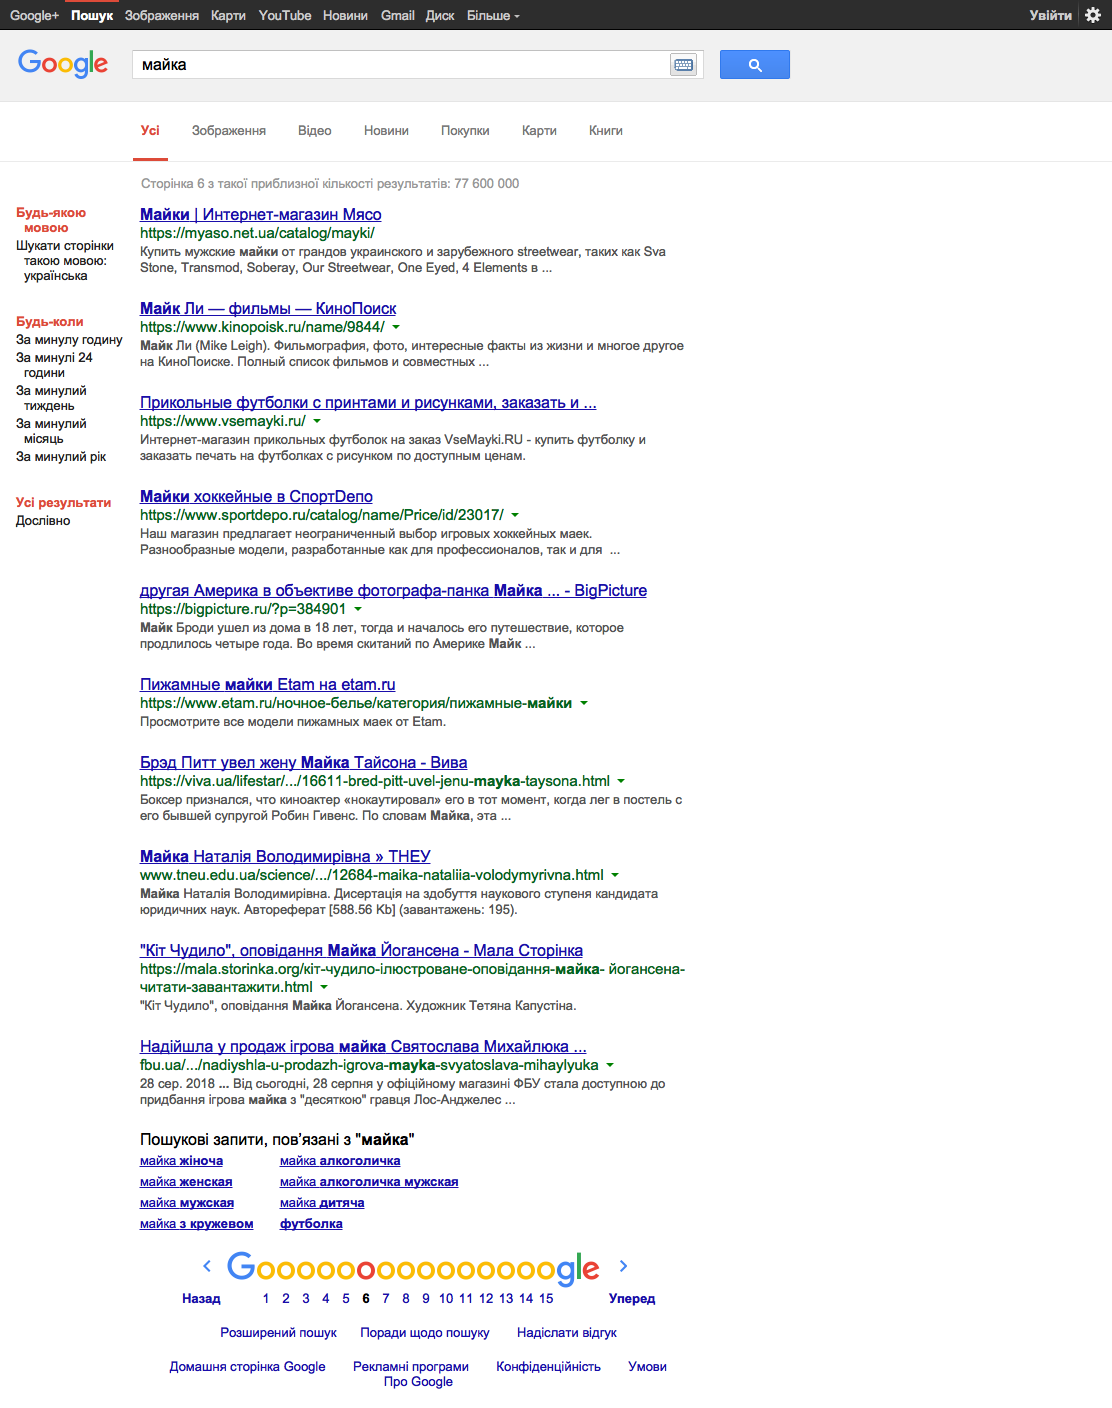 Google+ Пошук Зображення Карти YouTube Новини Gmail Диск Більше Увійти
Google майка
Усі Зображення Відео Новини Покупки Карти Книги
Сторінка 6 з такої приблизної кількості результатів: 77 600 000
Будь-якою
мовою
Шукати сторінки
такою мовою:
українська
Будь-коли
За минулу годину
За минулі 24
години
За минулий
тиждень
За минулий
місяць
За минулий рік
Усі результати
Дослівно
Майки | Интернет-магазин Мясо
https://myaso.net.ua/catalog/mayki/
Купить мужские майки от грандов украинского и зарубежного streetwear, таких как Sva
Stone, Transmod, Soberay, Our Streetwear, One Eyed, 4 Elements в ...
Майк Ли — фильмы — КиноПоиск
https://www.kinopoisk.ru/name/9844/
Майк Ли (Mike Leigh). Фильмография, фото, интересные факты из жизни и многое другое
на КиноПоиске. Полный список фильмов и совместных ...
Прикольные футболки с принтами и рисунками, заказать и ...
https://www.vsemayki.ru/
Интернет-магазин прикольных футболок на заказ VseMayki.RU - купить футболку и
заказать печать на футболках с рисунком по доступным ценам.
Майки хоккейные в СпортDепо
https://www.sportdepo.ru/catalog/name/Price/id/23017/
Наш магазин предлагает неограниченный выбор игровых хоккейных маек.
Разнообразные модели, разработанные как для профессионалов, так и для ...
другая Америка в объективе фотографа-панка Майка ... - BigPicture
https://bigpicture.ru/?p=384901
Майк Броди ушел из дома в 18 лет, тогда и началось его путешествие, которое
продлилось четыре года. Во время скитаний по Америке Майк ...
Пижамные майки Etam на etam.ru
https://www.etam.ru/ночное-белье/категория/пижамные-майки
Просмотрите все модели пижамных маек от Etam.
Брэд Питт увел жену Майка Тайсона - Вива
https://viva.ua/lifestar/.../16611-bred-pitt-uvel-jenu-mayka-taysona.html
Боксер признался, что киноактер «нокаутировал» его в тот момент, когда лег в постель с
его бывшей супругой Робин Гивенс. По словам Майка, эта ...
Майка Наталія Володимирівна » ТНЕУ
www.tneu.edu.ua/science/.../12684-maika-nataliia-volodymyrivna.html
Майка Наталія Володимирівна. Дисертація на здобуття наукового ступеня кандидата
юридичних наук. Автореферат [588.56 Kb] (завантажень: 195).
"Кіт Чудило", оповідання Майка Йогансена - Мала Сторінка
https://mala.storinka.org/кіт-чудило-ілюстроване-оповідання-майка- йогансена-
читати-завантажити.html
"Кіт Чудило", оповідання Майка Йогансена. Художник Тетяна Капустіна.
Надійшла у продаж ігрова майка Святослава Михайлюка ...
fbu.ua/.../nadiyshla-u-prodazh-igrova-mayka-svyatoslava-mihaylyuka
28 сер. 2018 ... Від сьогодні, 28 серпня у офіційному магазині ФБУ стала доступною до
придбання ігрова майка з "десяткою" гравця Лос-Анджелес ...
Пошукові запити, пов’язані з "майка"
майка жіноча майка алкоголичка
майка женская майка алкоголичка мужская
майка мужская майка дитяча
майка з кружевом футболка
Gooooooooooooooogle
Назад 1 2 3 4 5 6 7 8 9 10 11 12 13 14 15 Уперед
Розширений пошук Поради щодо пошуку Надіслати відгук
Домашня сторінка Google Рекламні програми Конфіденційність Умови
Про Google